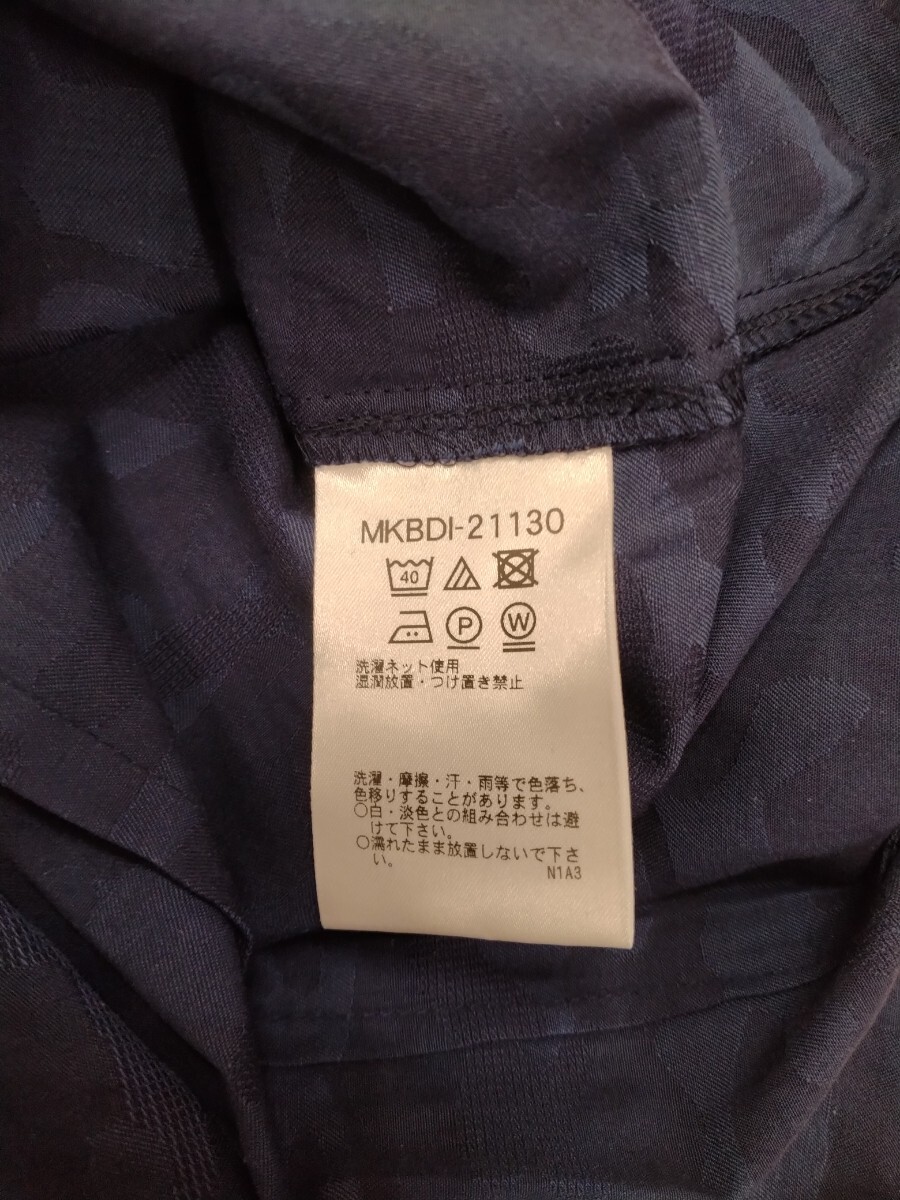 MKBDI-21130
40
P W
洗濯ネット使用
湿潤放置・つけ置き禁止
洗濯・摩擦・汗・雨等で色落ち、
色移りすることがあります。
○白・淡色との組み合わせは避
けて下さい。
○濡れたまま放置しないで下さ
い。
N1A3